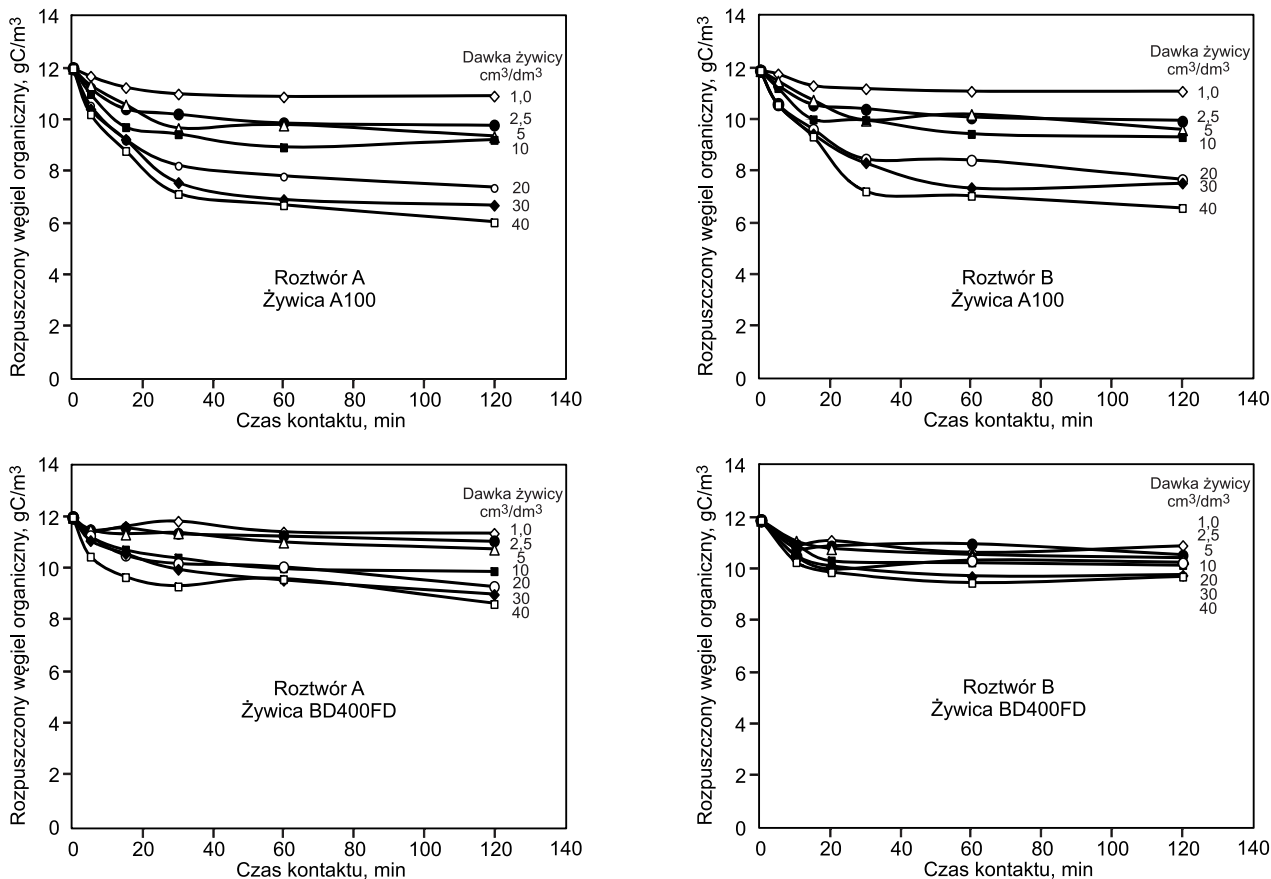 Rozpuszczony węgiel organiczny, gC/m³
14
12
10
8
6
4
2
0
0 20 40 60 80 100 120 140
Czas kontaktu, min
Dawka żywicy
cm³/dm³
1,0
2,5
5
10
20
30
40
Roztwór A
Żywica A100
Rozpuszczony węgiel organiczny, gC/m³
14
12
10
8
6
4
2
0
0 20 40 60 80 100 120 140
Czas kontaktu, min
Dawka żywicy
cm³/dm³
1,0
2,5
5
10
20
30
40
Roztwór B
Żywica A100
Rozpuszczony węgiel organiczny, gC/m³
14
12
10
8
6
4
2
0
0 20 40 60 80 100 120 140
Czas kontaktu, min
Dawka żywicy
cm³/dm³
1,0
2,5
5
10
20
30
40
Roztwór A
Żywica BD400FD
Rozpuszczony węgiel organiczny, gC/m³
14
12
10
8
6
4
2
0
0 20 40 60 80 100 120 140
Czas kontaktu, min
Dawka żywicy
cm³/dm³
1,0
2,5
5
10
20
30
40
Roztwór B
Żywica BD400FD